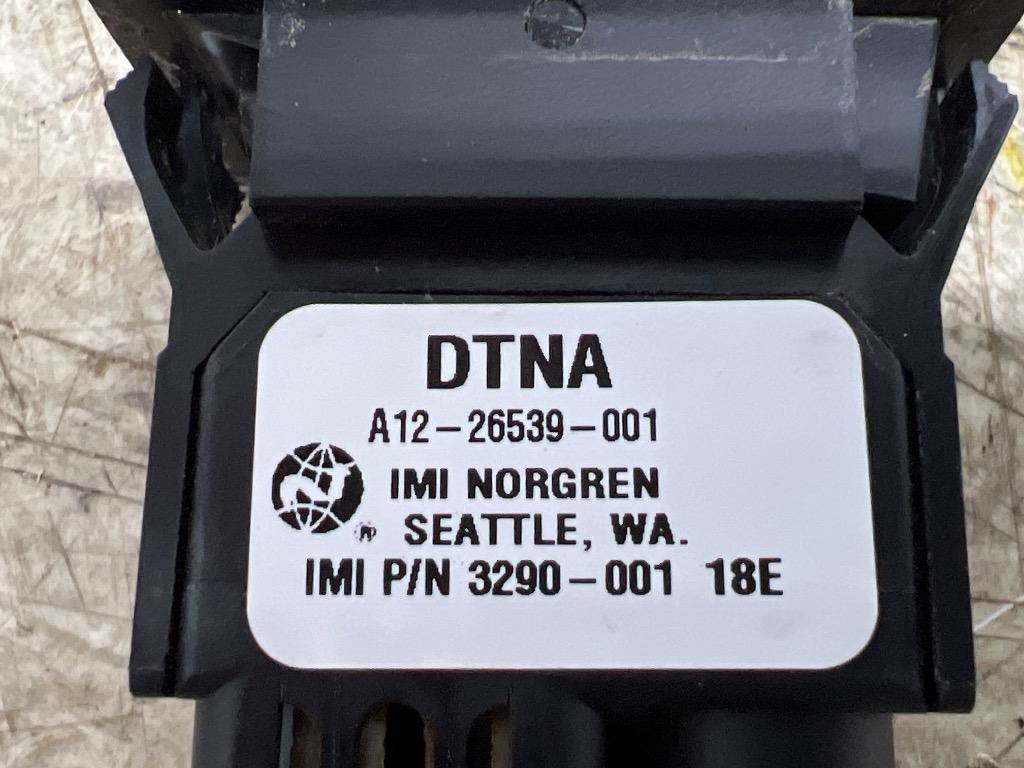 DTNA
A12-26539-001
IMI NORGREN
SEATTLE, WA.
IMI P/N 3290-001 18E